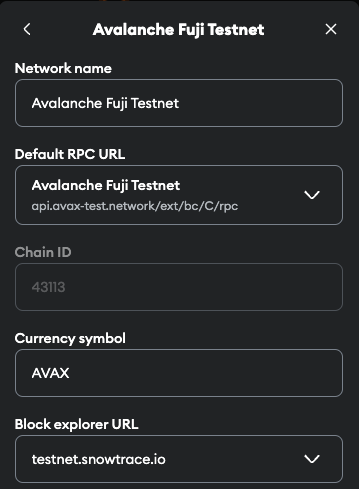 Avalanche Fuji Testnet
Network name
Avalanche Fuji Testnet
Default RPC URL
Avalanche Fuji Testnet
api.avax-test.network/ext/bc/C/rpc
Chain ID
43113
Currency symbol
AVAX
Block explorer URL
testnet.snowtrace.io